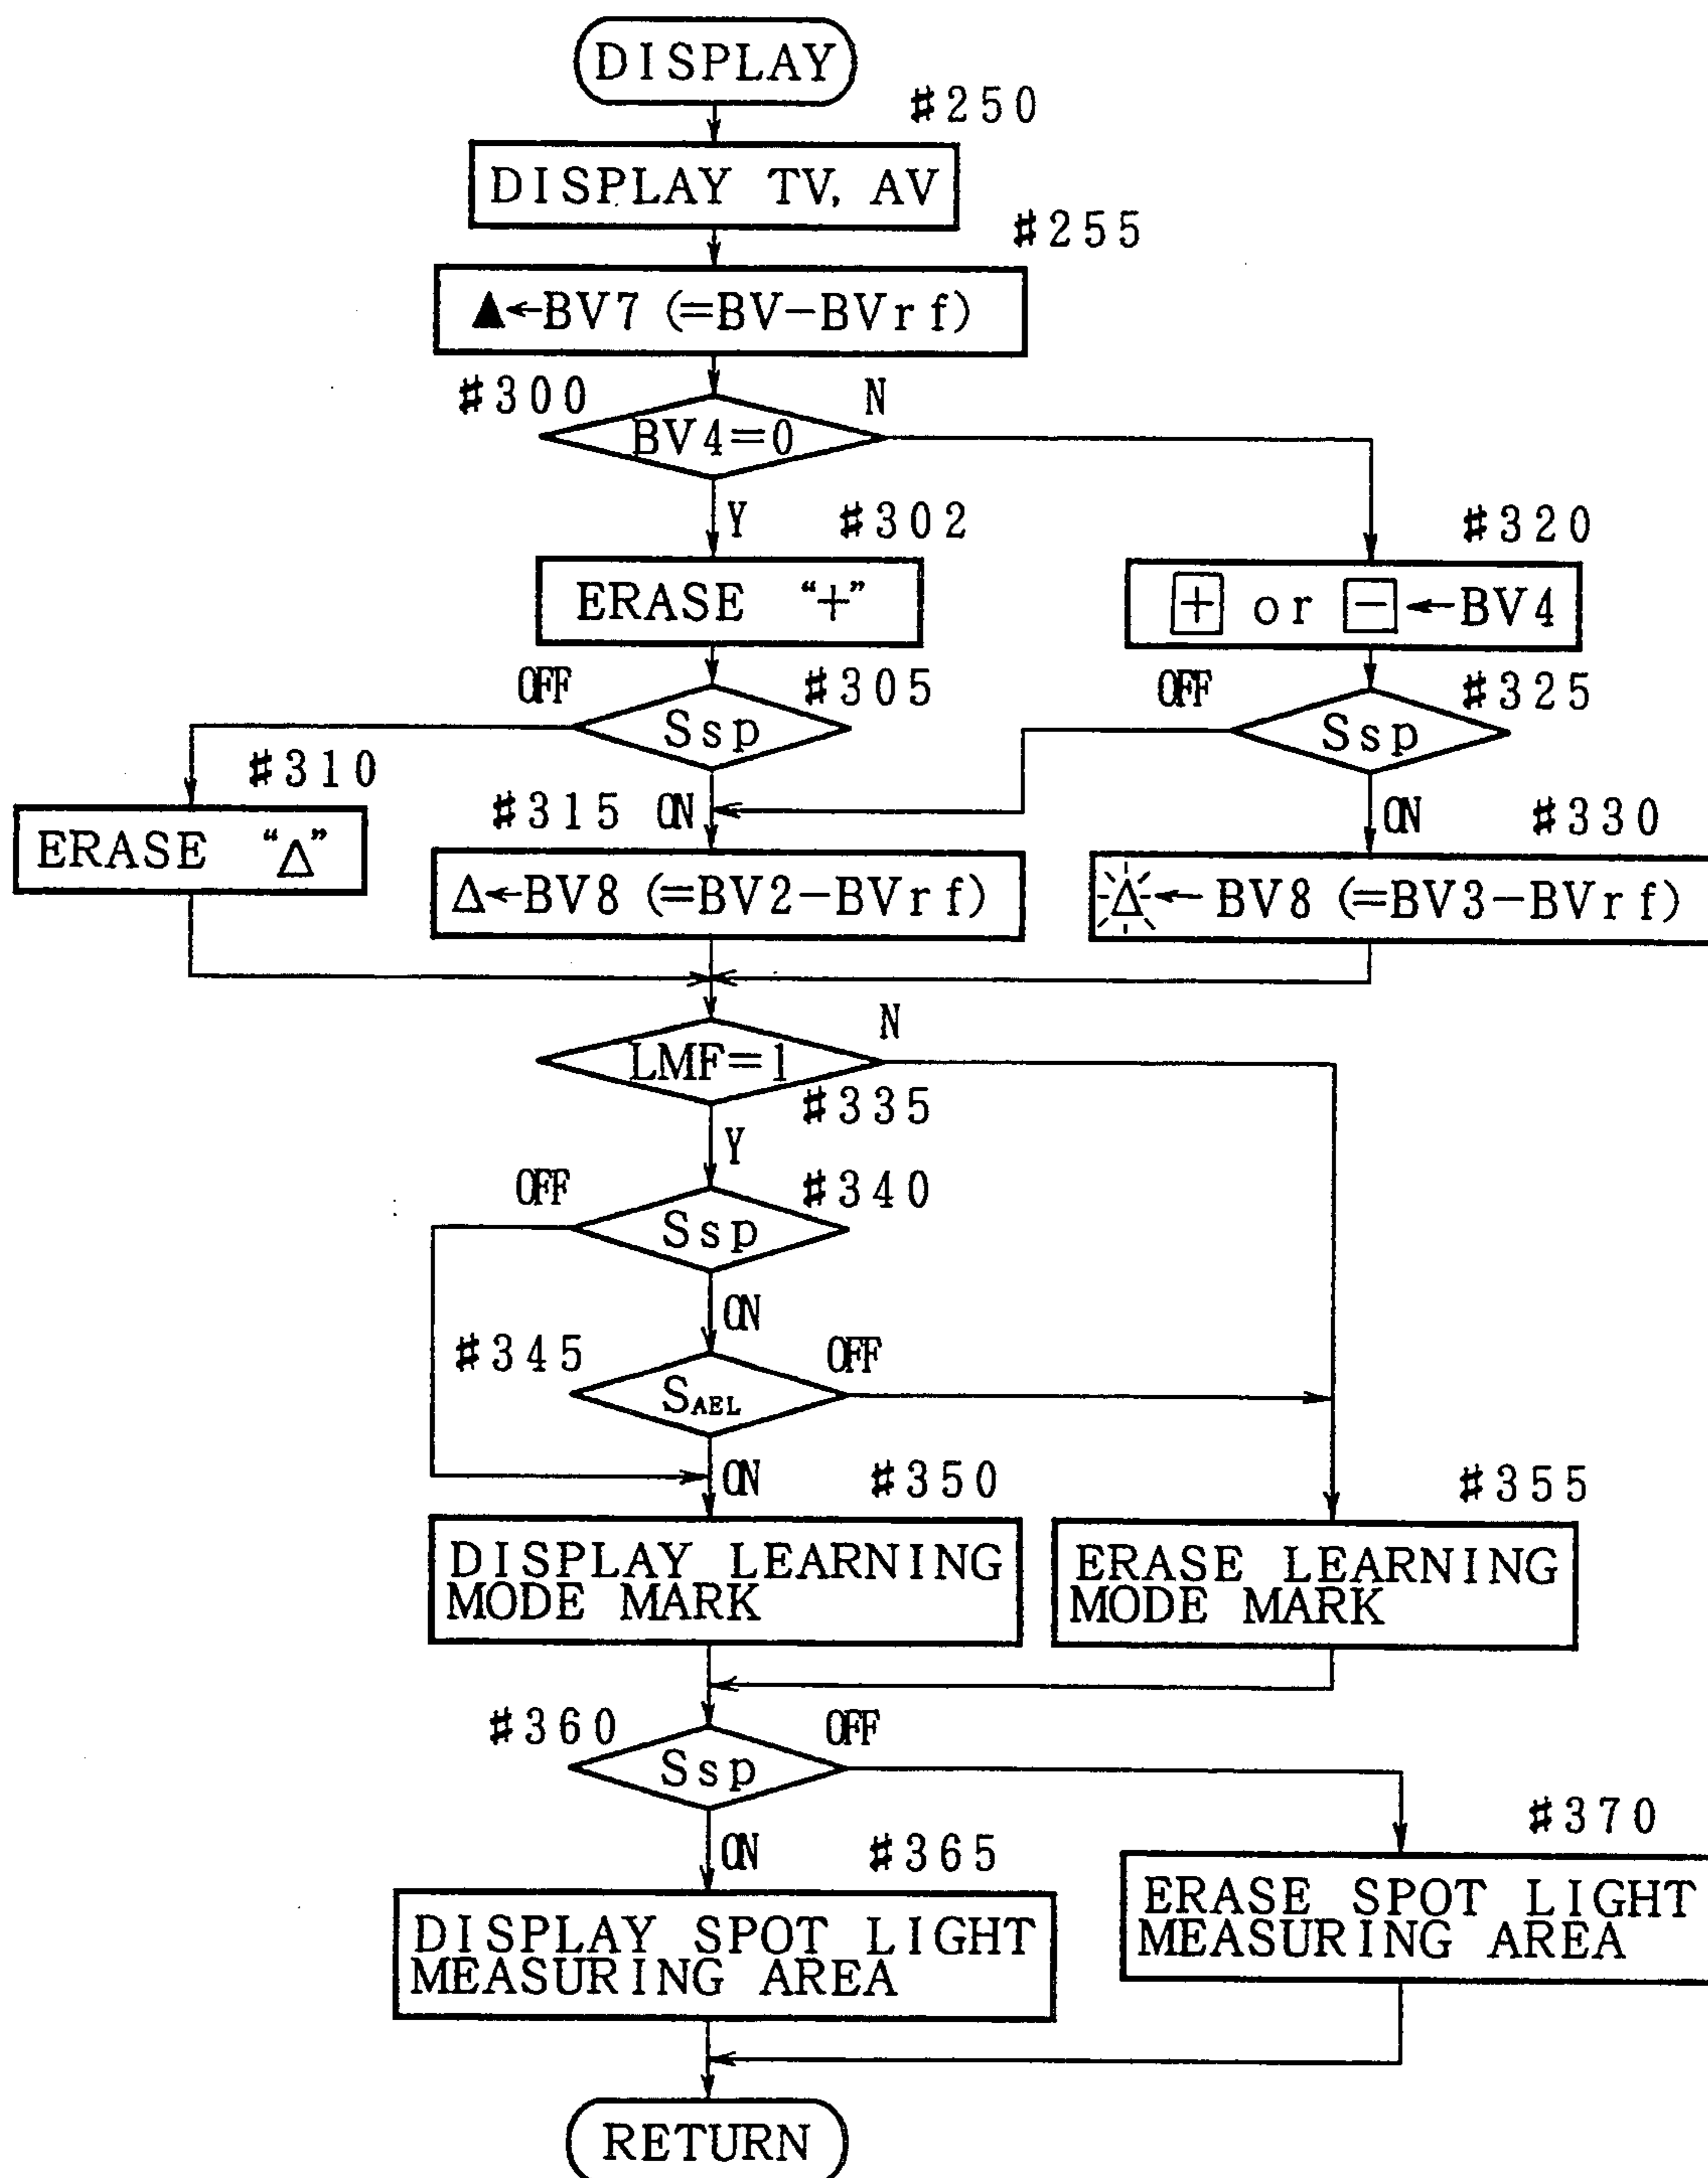 DISPLAY
#250
DISPLAY TV, AV
#255
▲←BV7 (=BV−BVrf)
#300
N
BV4=0
Y
#302
#320
ERASE “+”
+ or − ←BV4
OFF
#305
OFF
#325
Ssp
Ssp
#310
#315
ON
ON
#330
ERASE “Δ”
Δ←BV8 (=BV2−BVrf)
Δ← BV8 (=BV3−BVrf)
N
LMF=1
#335
Y
OFF
#340
Ssp
ON
#345
OFF
SAEL
ON
#350
#355
DISPLAY LEARNING
MODE MARK
ERASE LEARNING
MODE MARK
#360
OFF
Ssp
#370
ON
#365
ERASE SPOT LIGHT
MEASURING AREA
DISPLAY SPOT LIGHT
MEASURING AREA
RETURN